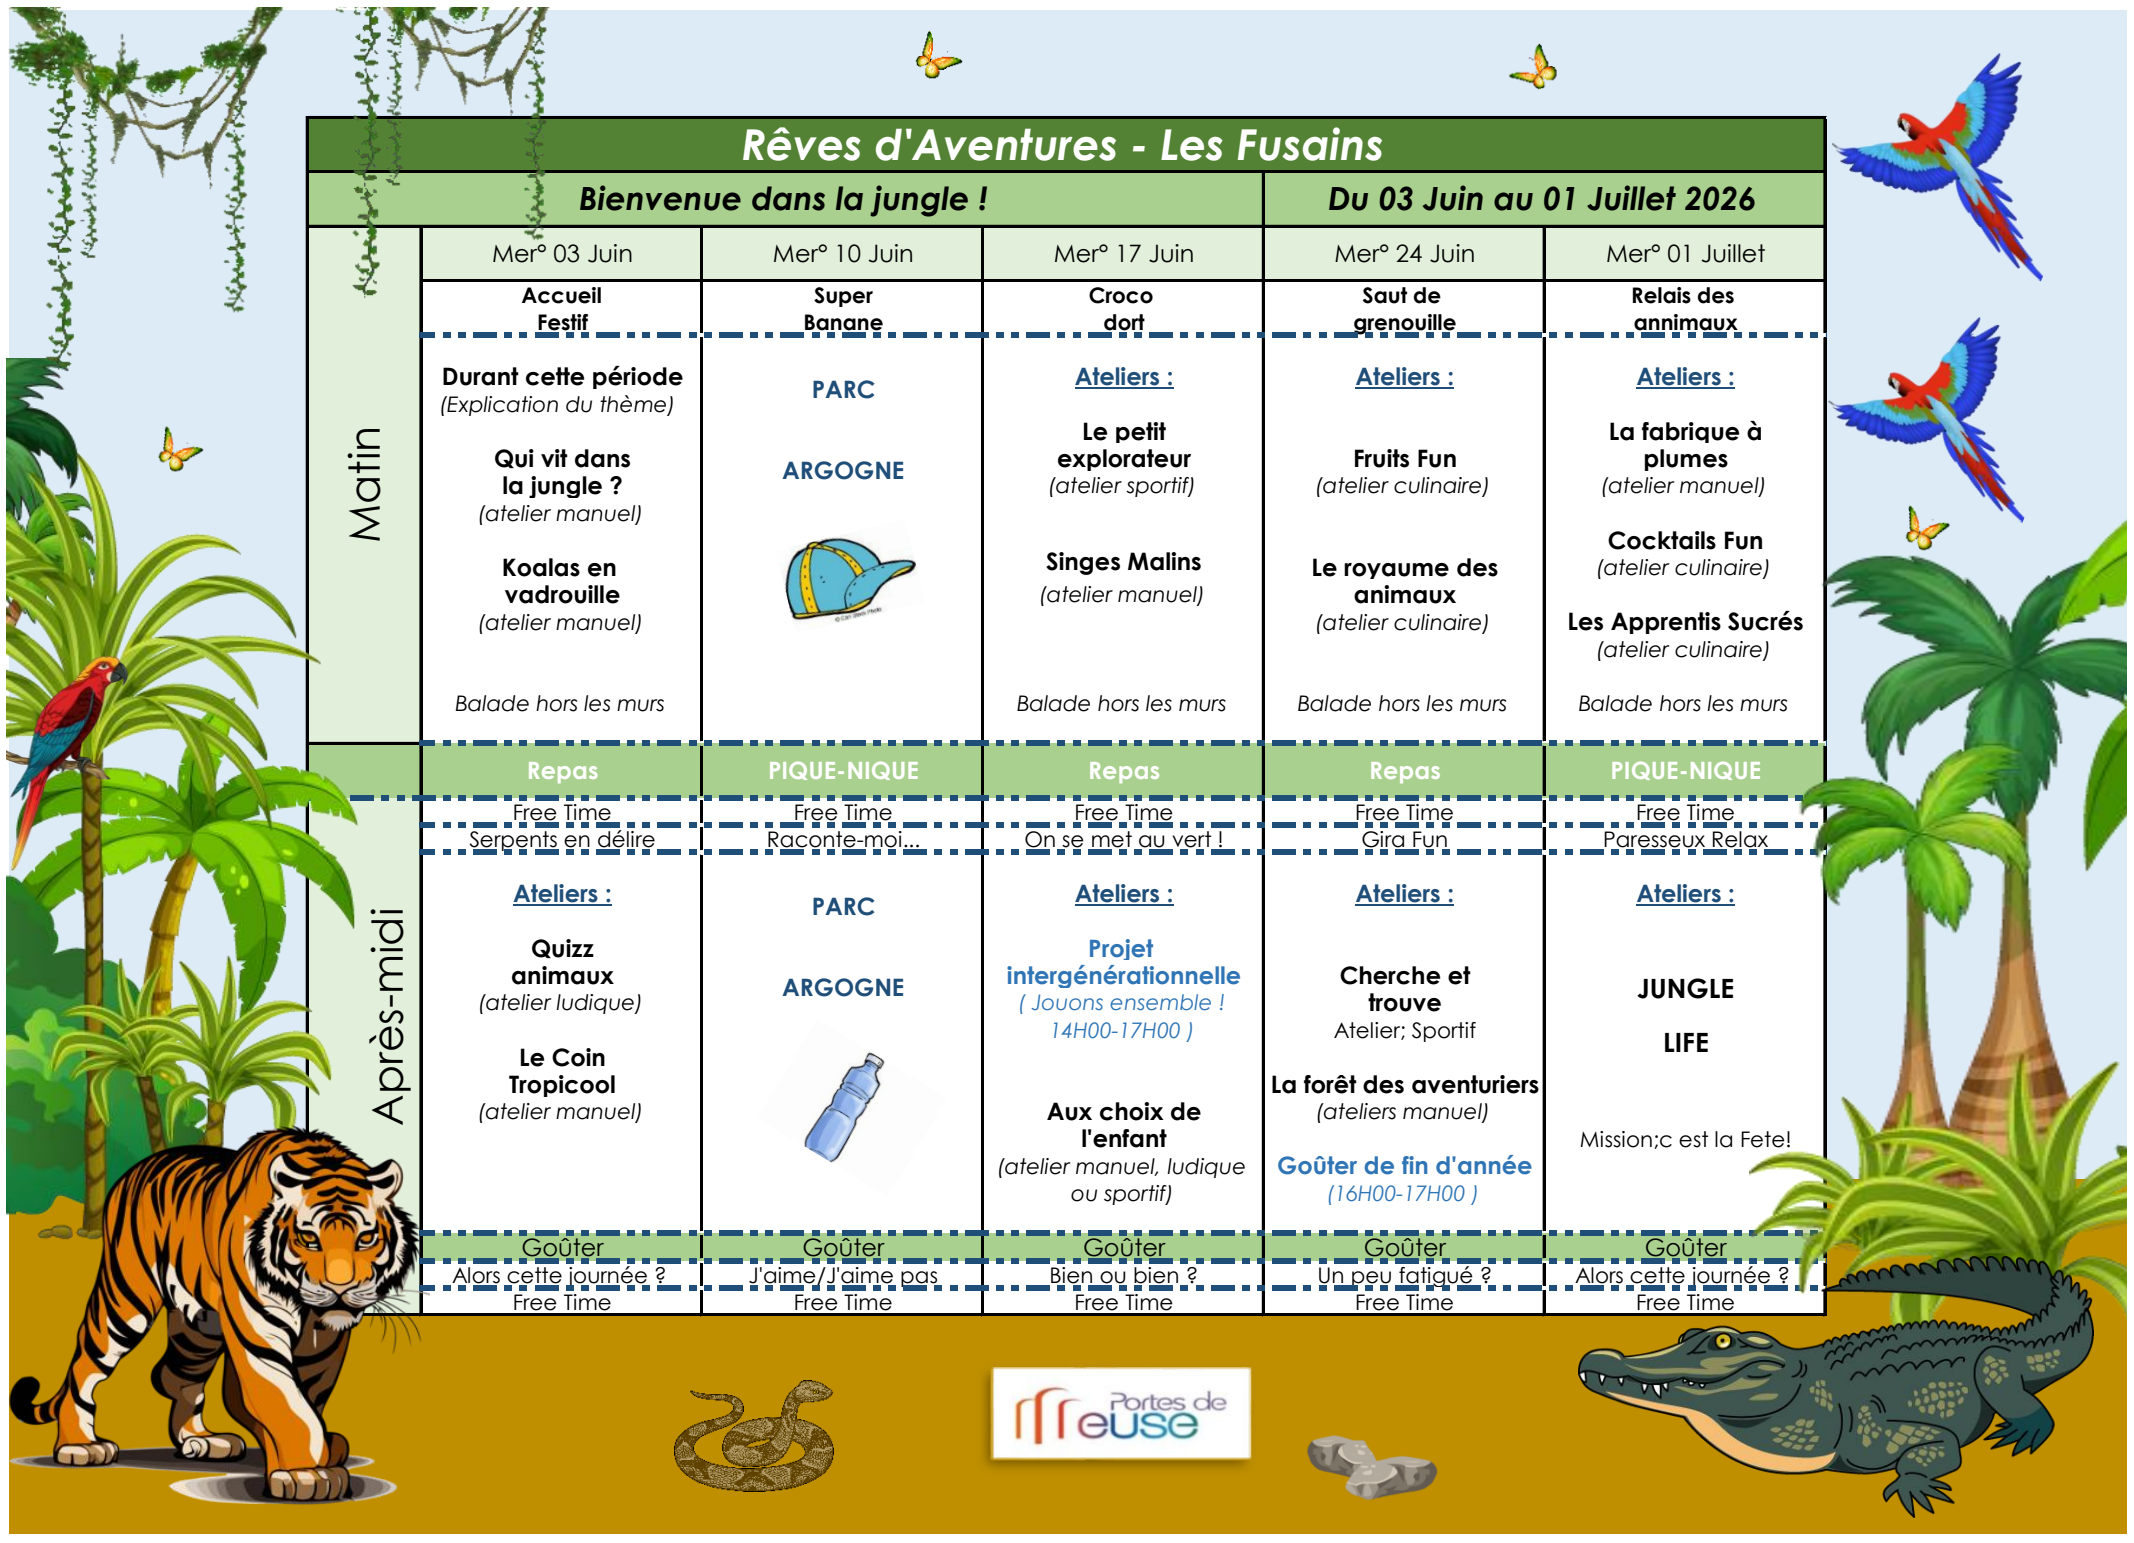 Rêves d'Aventures - Les Fusains
Bienvenue dans la jungle !
Du 03 Juin au 01 Juillet 2026
Matin
Mer° 03 Juin
Mer° 10 Juin
Mer° 17 Juin
Mer° 24 Juin
Mer° 01 Juillet
Accueil
Festif
Super
Banane
Croco
dort
Saut de
grenouille
Relais des
annimaux
Durant cette période
(Explication du thème)
Qui vit dans
la jungle ?
(atelier manuel)
Koalas en
vadrouille
(atelier manuel)
Balade hors les murs
PARC
ARGOGNE
© Can Stock Photo
Ateliers :
Le petit
explorateur
(atelier sportif)
Singes Malins
(atelier manuel)
Balade hors les murs
Ateliers :
Fruits Fun
(atelier culinaire)
Le royaume des
animaux
(atelier culinaire)
Balade hors les murs
Ateliers :
La fabrique à
plumes
(atelier manuel)
Cocktails Fun
(atelier culinaire)
Les Apprentis Sucrés
(atelier culinaire)
Balade hors les murs
Après-midi
Repas
PIQUE-NIQUE
Repas
Repas
PIQUE-NIQUE
Free Time
Free Time
Free Time
Free Time
Free Time
Serpents en délire
Raconte-moi...
On se met au vert !
Gira Fun
Paresseux Relax
Ateliers :
Quizz
animaux
(atelier ludique)
Le Coin
Tropicool
(atelier manuel)
PARC
ARGOGNE
Ateliers :
Projet
intergénérationnelle
( Jouons ensemble !
14H00-17H00 )
Aux choix de
l'enfant
(atelier manuel, ludique
ou sportif)
Ateliers :
Cherche et
trouve
Atelier; Sportif
La forêt des aventuriers
(ateliers manuel)
Goûter de fin d'année
(16H00-17H00 )
Ateliers :
JUNGLE
LIFE
Mission;c est la Fete!
Goûter
Goûter
Goûter
Goûter
Goûter
Alors cette journée ?
J'aime/J'aime pas
Bien ou bien ?
Un peu fatigué ?
Alors cette journée ?
Free Time
Free Time
Free Time
Free Time
Free Time
Portes de
Meuse